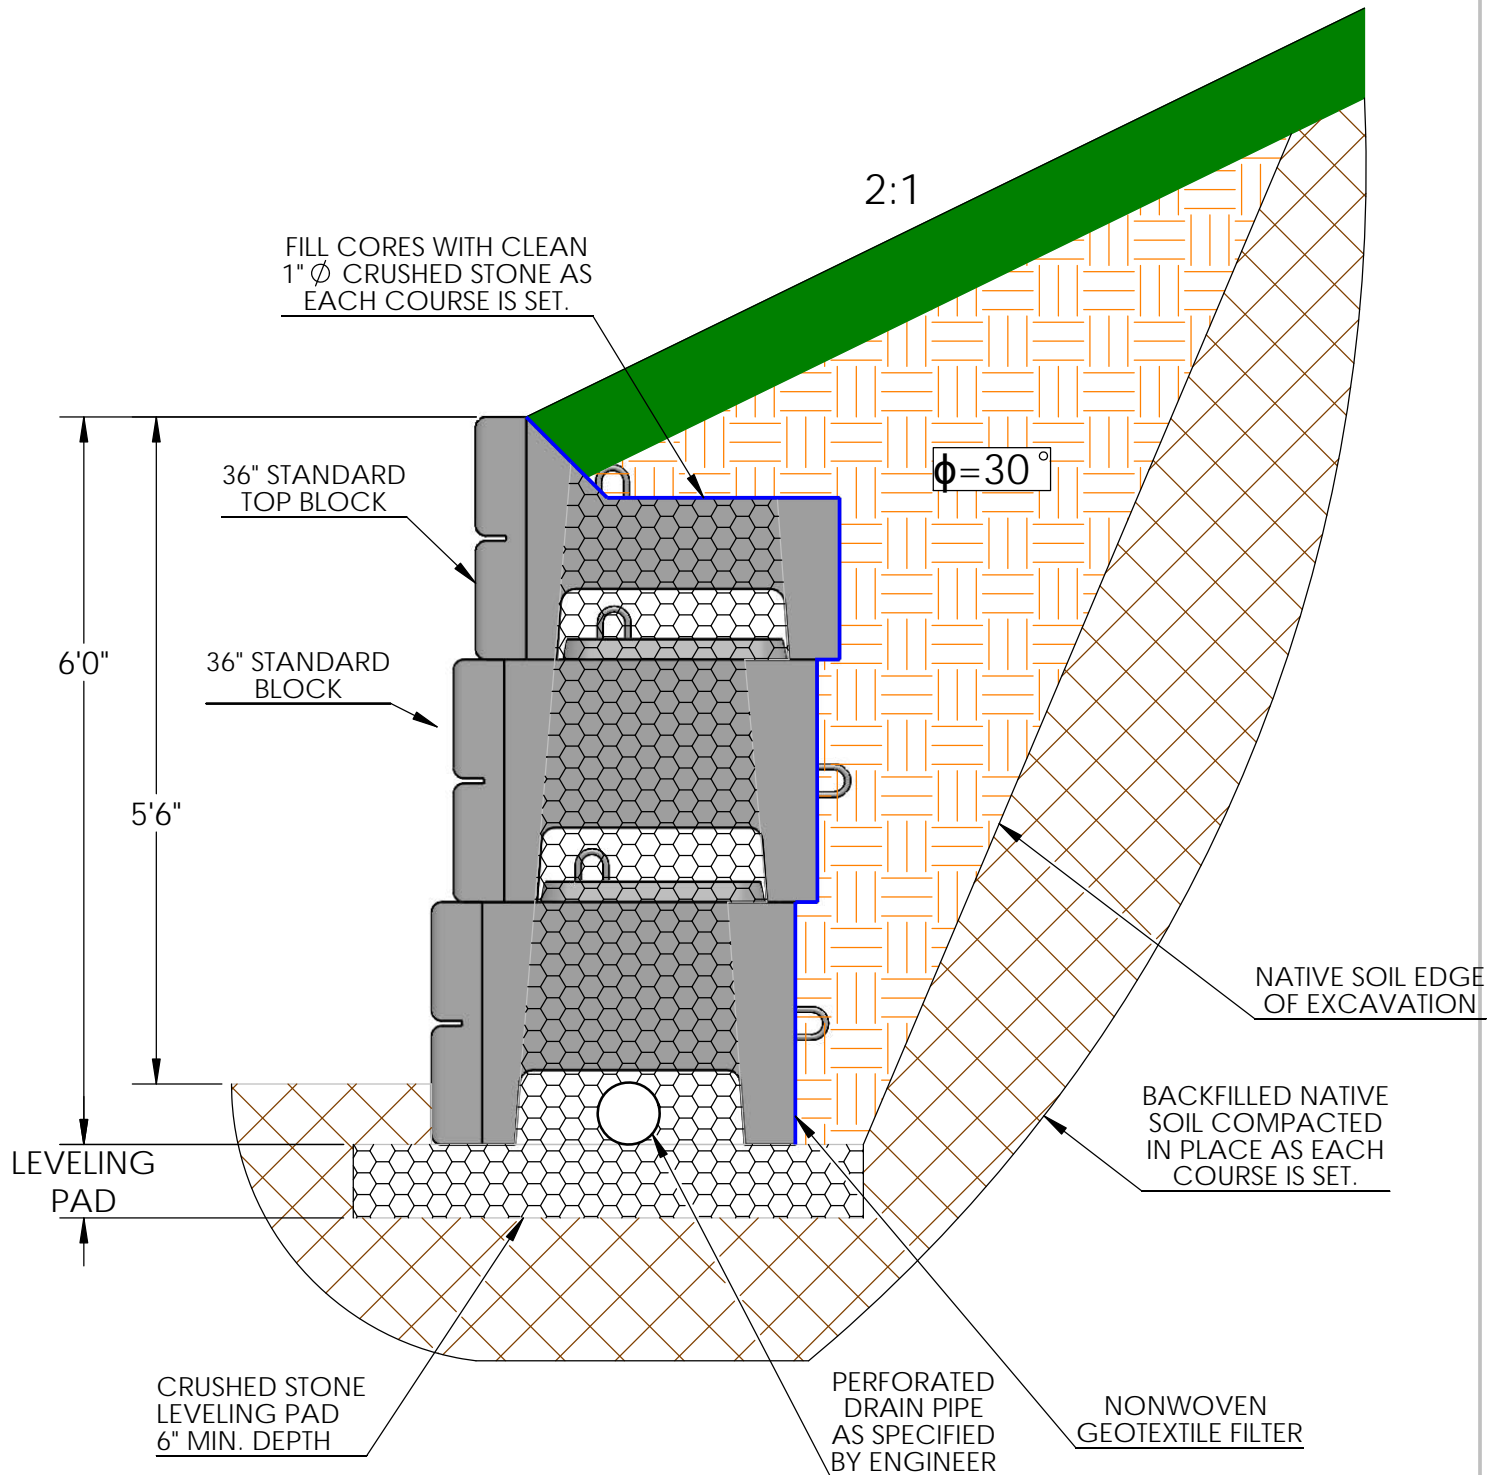 2:1
FILL CORES WITH CLEAN
1" Ø CRUSHED STONE AS
EACH COURSE IS SET.
36" STANDARD
TOP BLOCK
ϕ=30°
6'0"
36" STANDARD
BLOCK
5'6"
NATIVE SOIL EDGE
OF EXCAVATION
BACKFILLED NATIVE
SOIL COMPACTED
IN PLACE AS EACH
COURSE IS SET.
LEVELING
PAD
CRUSHED STONE
LEVELING PAD
6" MIN. DEPTH
PERFORATED
DRAIN PIPE
AS SPECIFIED
BY ENGINEER
NONWOVEN
GEOTEXTILE FILTER